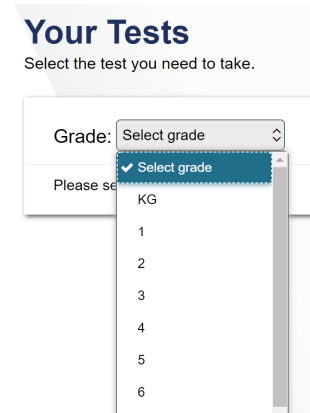 Your Tests
Select the test you need to take.
Grade: Select grade
Select grade
Please se
KG
1
2
3
4
5
6